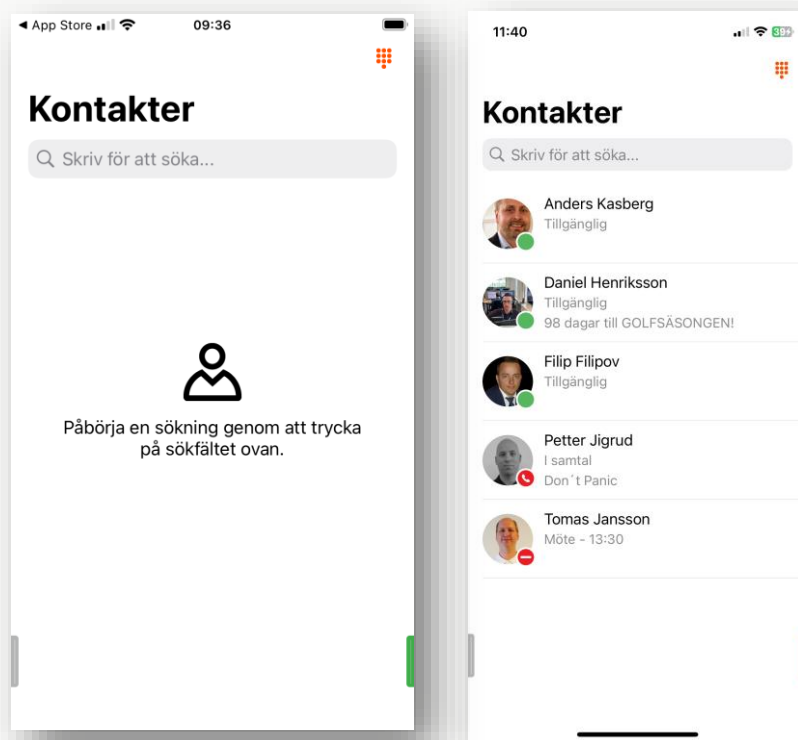 ◀ App Store
09:36
Kontakter
Skriv för att söka...
Påbörja en sökning genom att trycka
på sökfältet ovan.
11:40
39+
Kontakter
Skriv för att söka...
Anders Kasberg
Tillgänglig
Daniel Henriksson
Tillgänglig
98 dagar till GOLFSÄSONGEN!
Filip Filipov
Tillgänglig
Petter Jigrud
I samtal
Don´t Panic
Tomas Jansson
Möte - 13:30